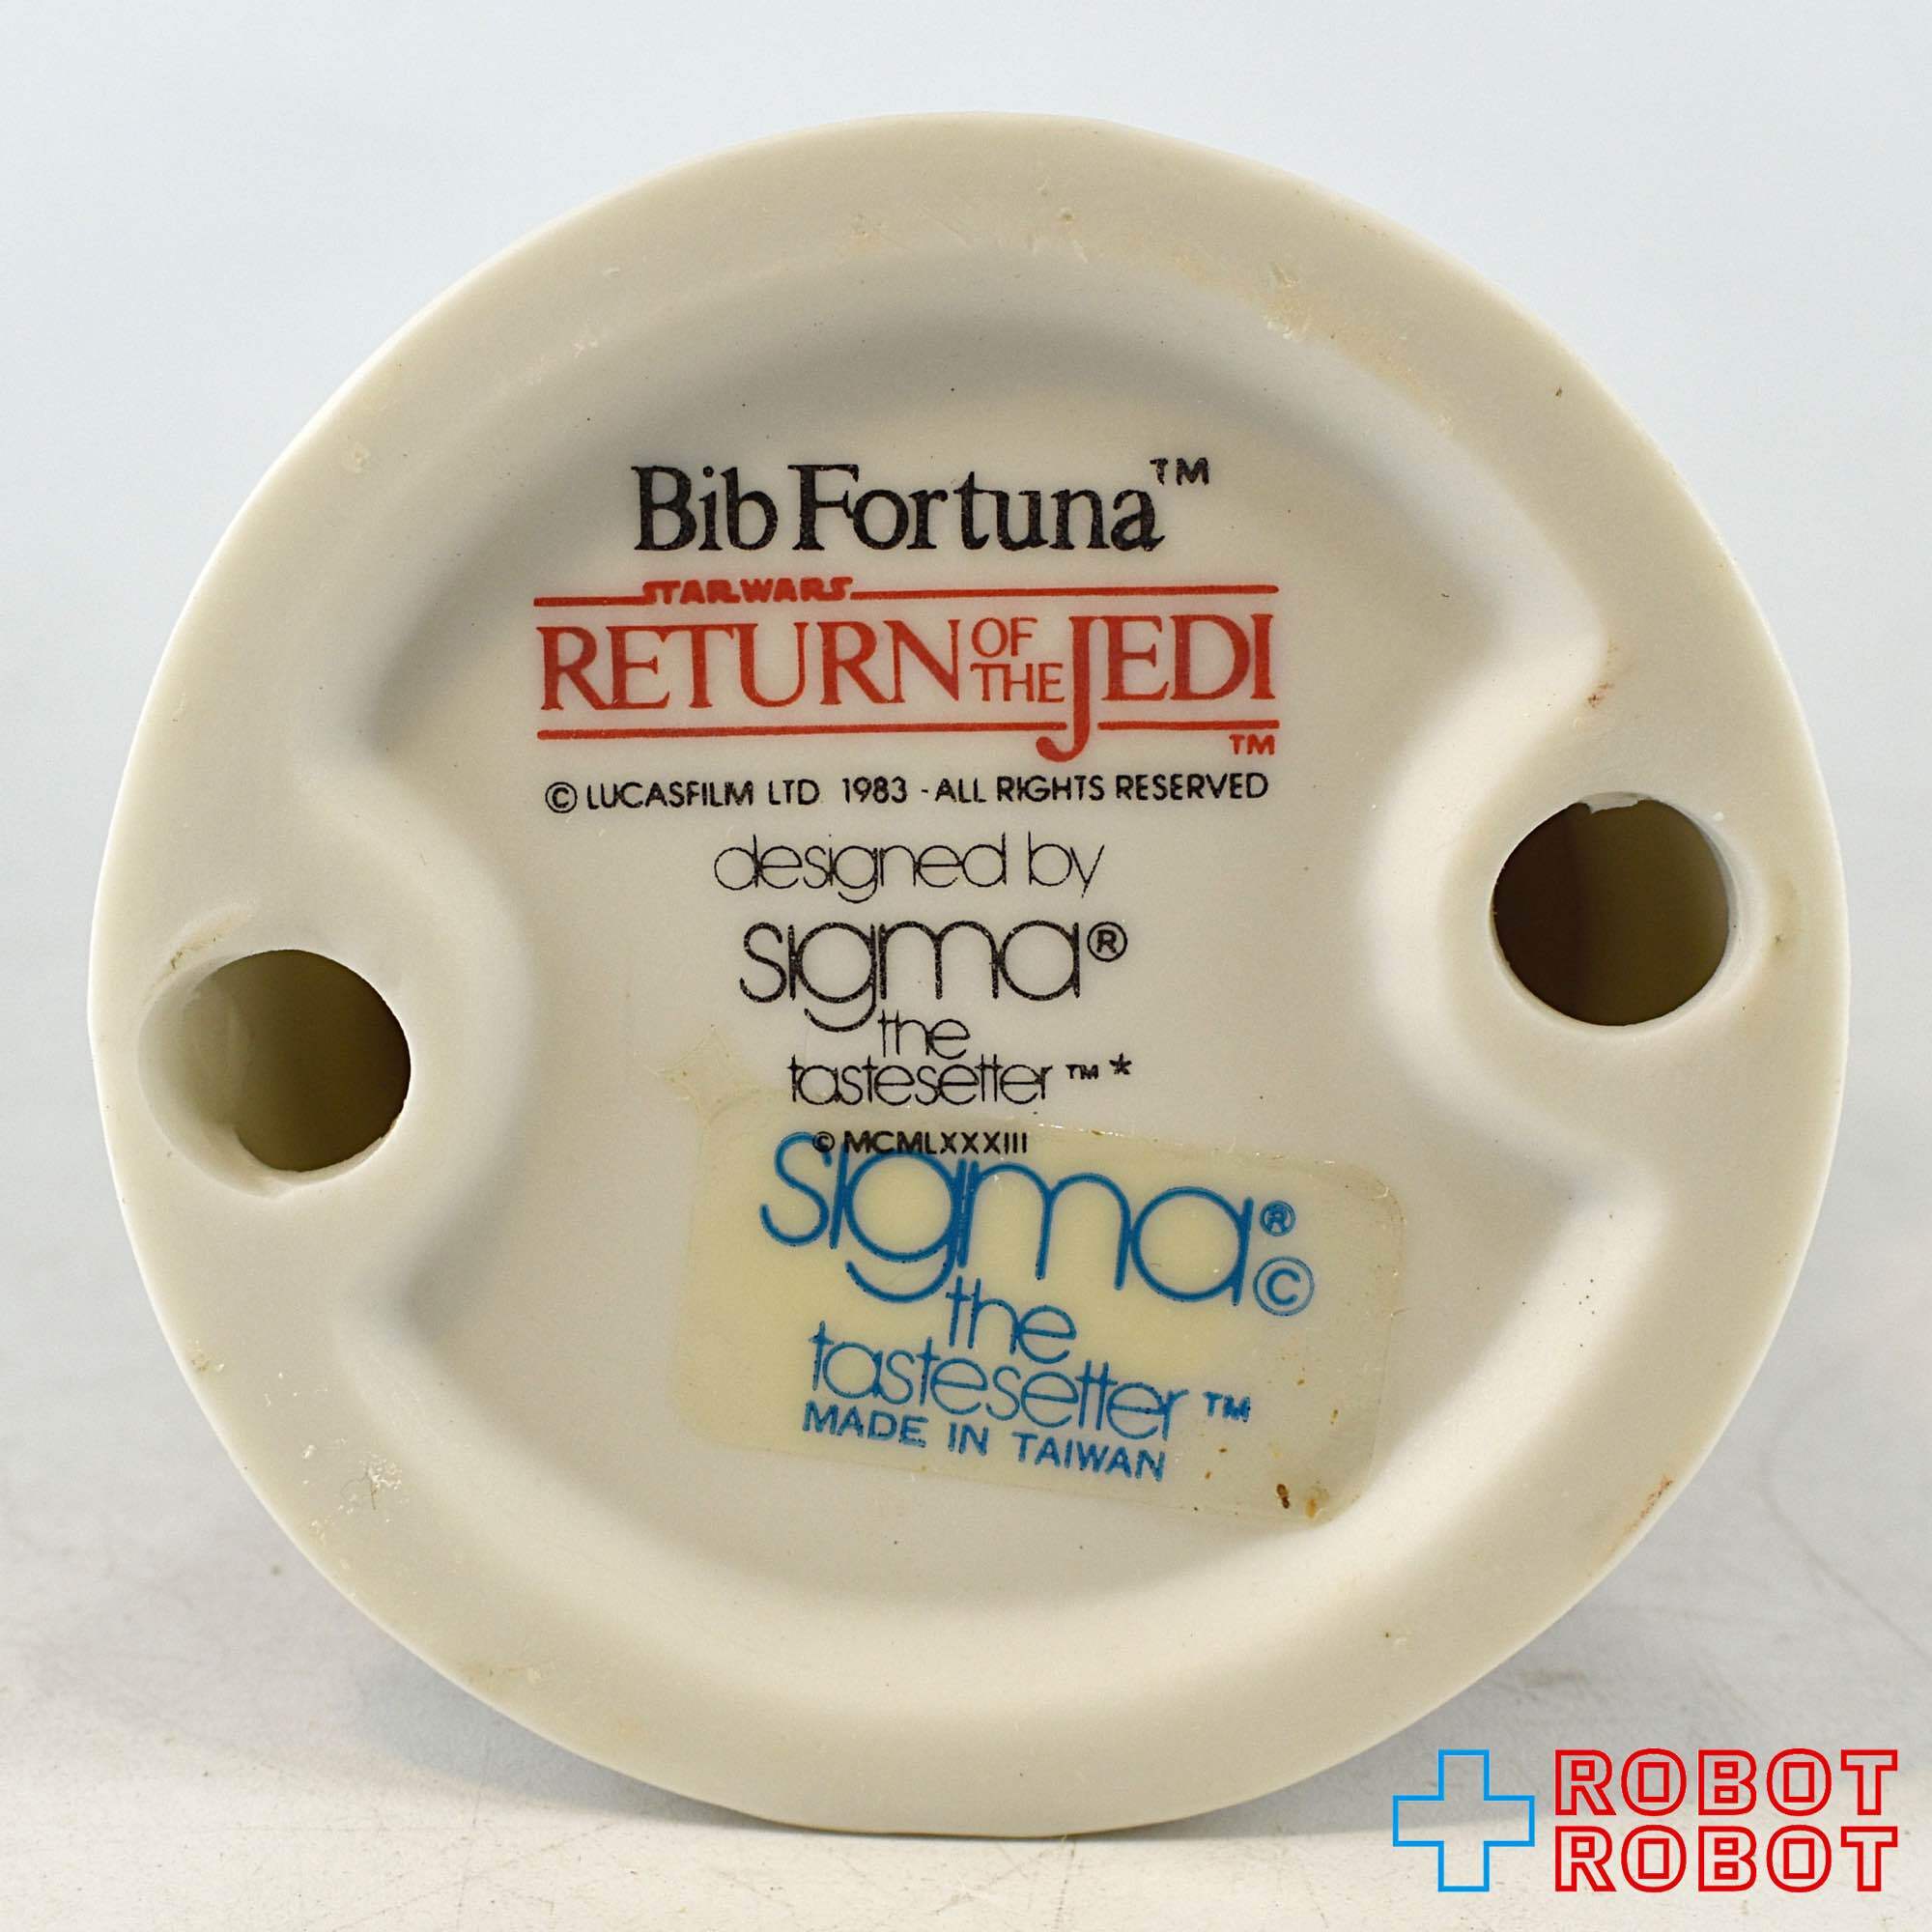 Bib Fortuna™
STAR WARS
RETURN OF THE JEDI
™
© LUCASFILM LTD 1983 - ALL RIGHTS RESERVED
designed by
sigma®
the
tastesetter™*
© MCMLXXXIII
sigma®©
the
tastesetter™
MADE IN TAIWAN
ROBOT
ROBOT